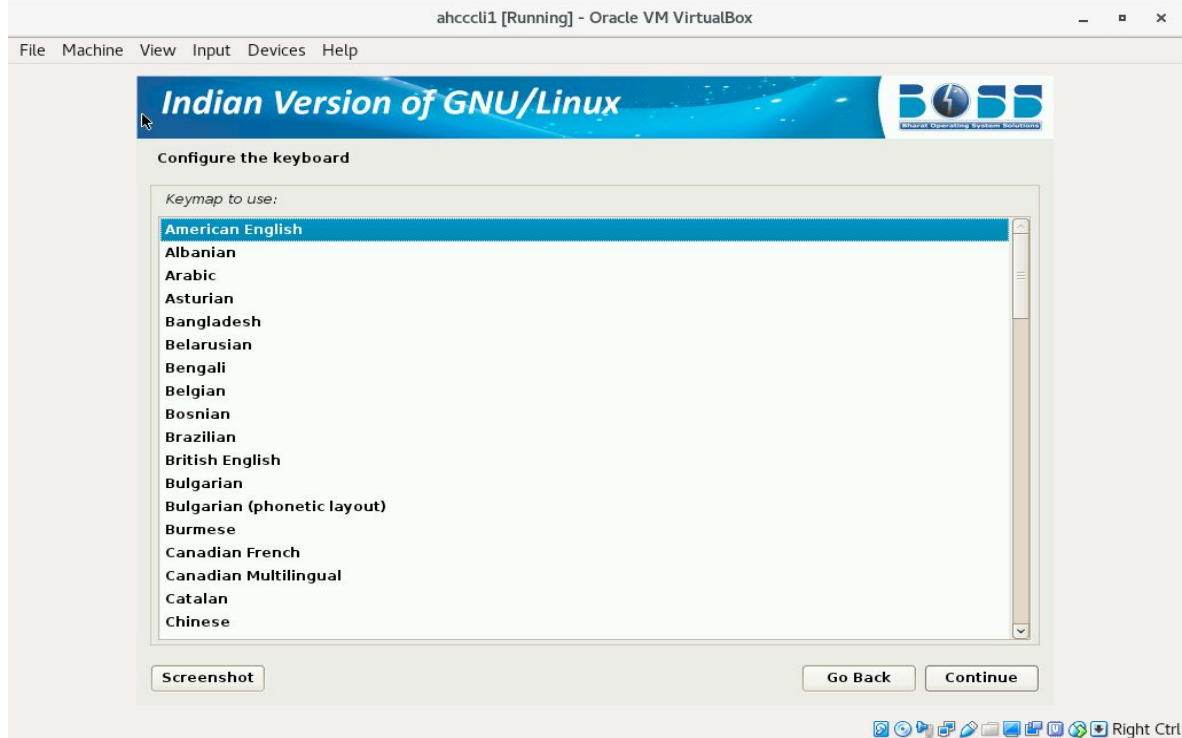 ahcccli1 [Running] - Oracle VM VirtualBox
File Machine View Input Devices Help
Indian Version of GNU/Linux
BOSS
Bharat Operating System Solutions
Configure the keyboard
Keymap to use:
American English
Albanian
Arabic
Asturian
Bangladesh
Belarusian
Bengali
Belgian
Bosnian
Brazilian
British English
Bulgarian
Bulgarian (phonetic layout)
Burmese
Canadian French
Canadian Multilingual
Catalan
Chinese
Screenshot
Go Back
Continue
Right Ctrl